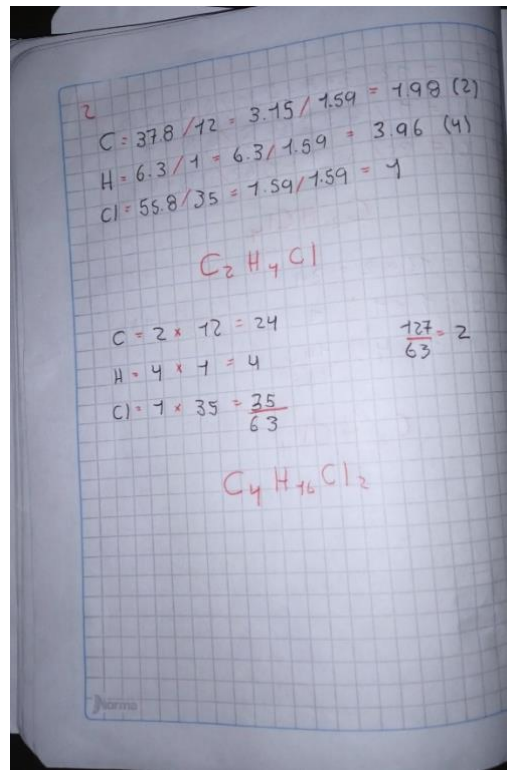 2
C = 37.8 / 12 = 3.15 / 1.59 = 1.98 (2)
H = 6.3 / 1 = 6.3 / 1.59 = 3.96 (4)
Cl = 55.8 / 35 = 1.59 / 1.59 = 1
C₂ H₄ Cl
C = 2 × 12 = 24
H = 4 × 1 = 4
Cl = 1 × 35 = 35
63
127/63 = 2
C₄ H₁₆ Cl₂
Norma